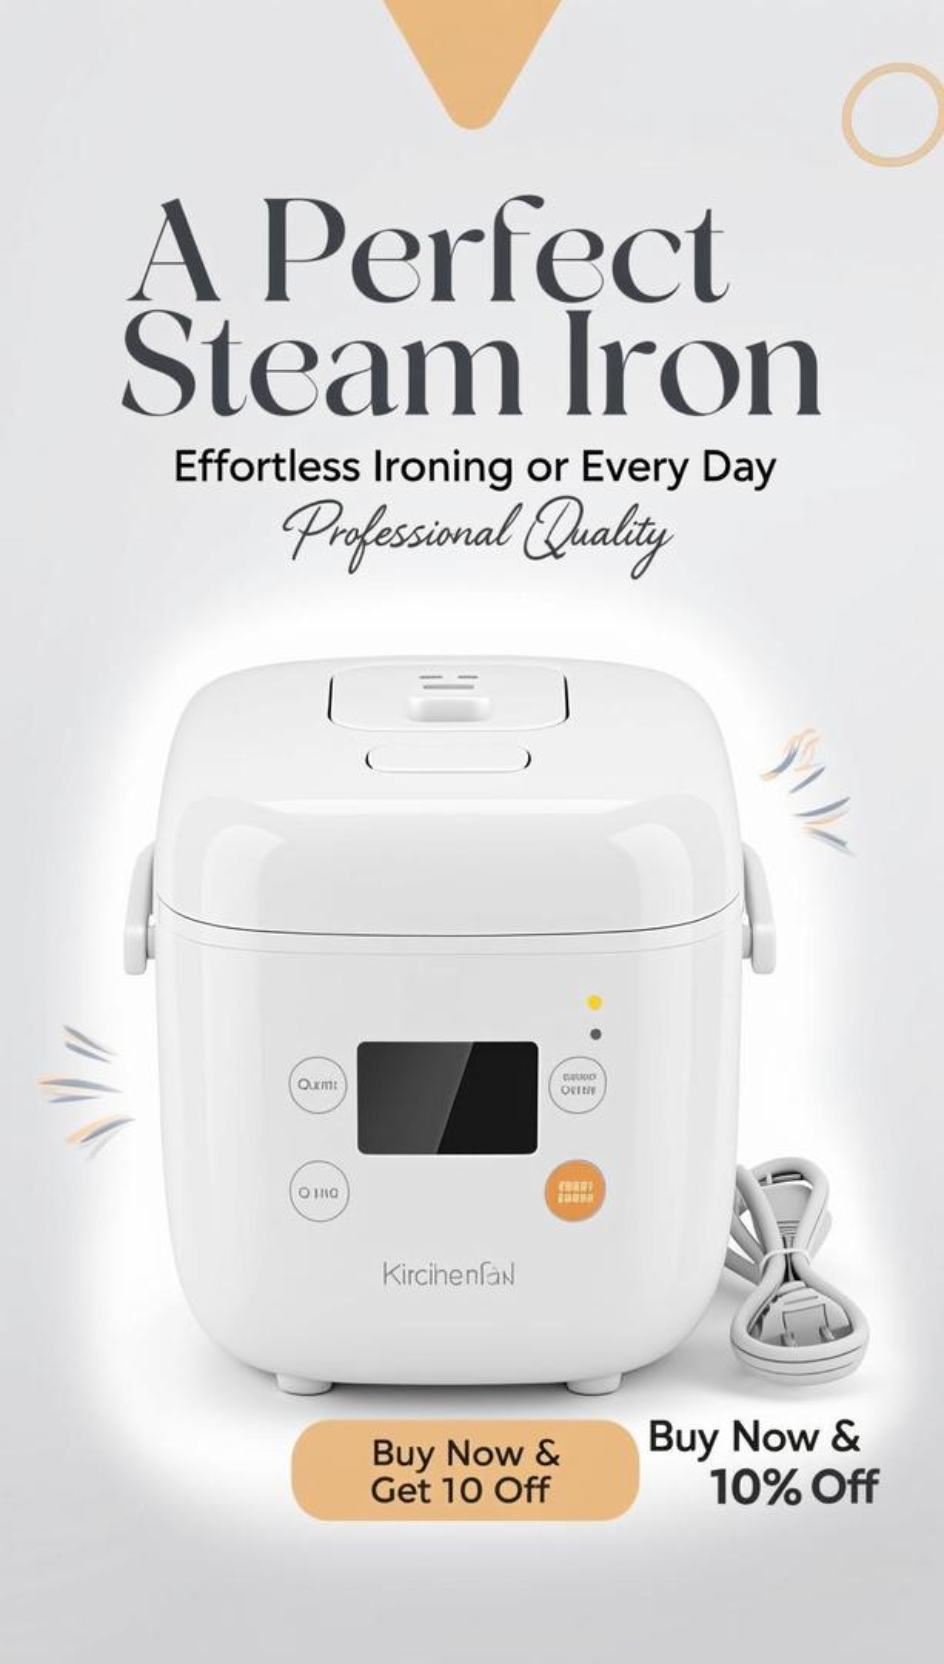 A Perfect
Steam Iron
Effortless Ironing or Every Day
Professional Quality
Buy Now &
Get 10 Off
Buy Now &
10% Off